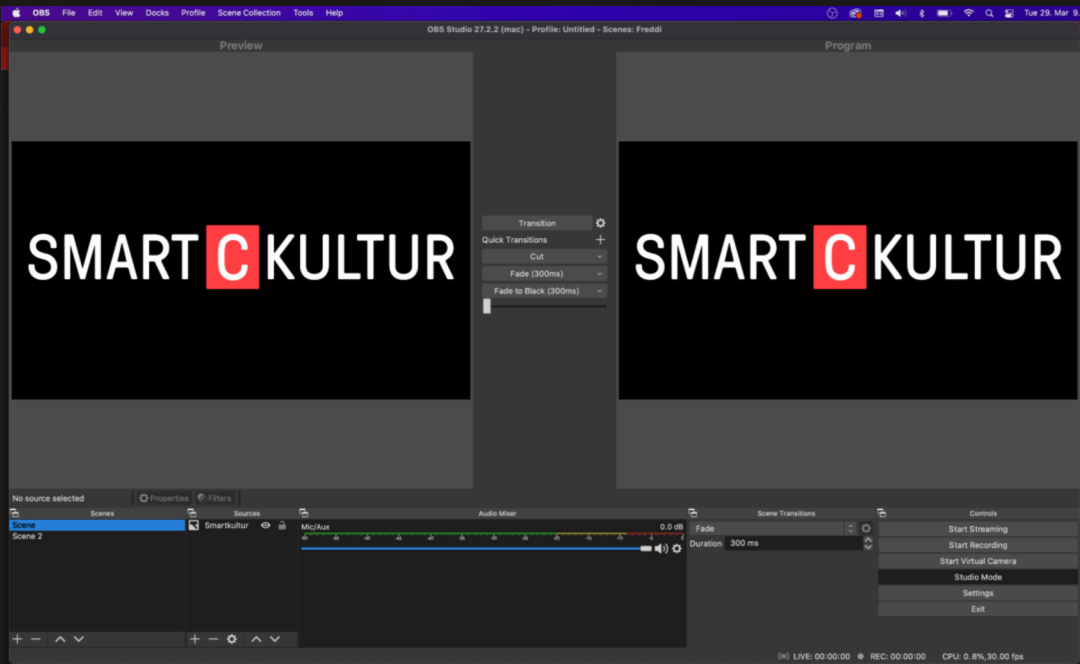 OBS File Edit View Docks Profile Scene Collection Tools Help Tue 29. Mar 9.
OBS Studio 27.2.2 (mac) - Profile: Untitled - Scenes: Freddi
Preview Program
SMART C KULTUR
SMART C KULTUR
Transition
Quick Transitions
Cut
Fade (300ms)
Fade to Black (300ms)
No source selected Properties Filters
Scenes Sources Audio Mixer Scene Transitions Controls
Scene
Scene 2
Smartkultur
Mic/Aux 0.0 dB
Fade
Duration 300 ms
Start Streaming
Start Recording
Start Virtual Camera
Studio Mode
Settings
Exit
LIVE: 00:00:00 REC: 00:00:00 CPU: 0.8%,30.00 fps